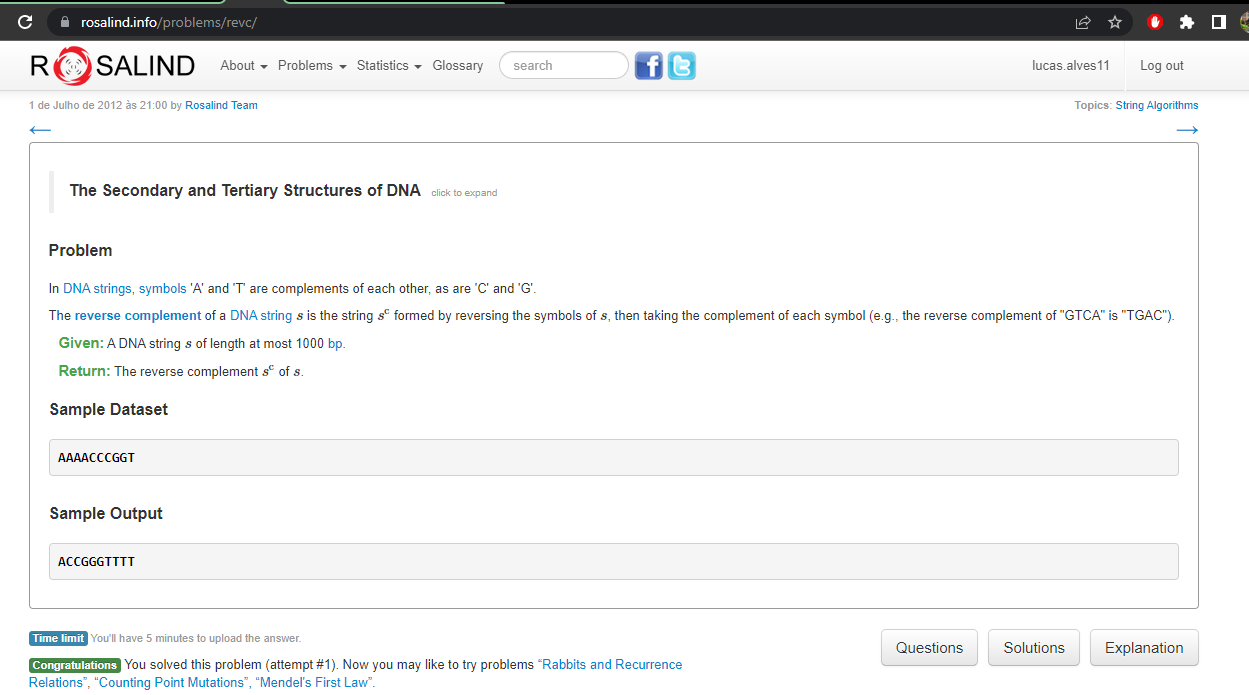 rosalind.info/problems/revc/
R SALIND About Problems Statistics Glossary search f t lucas.alves11 Log out
1 de Julho de 2012 às 21:00 by Rosalind Team Topics: String Algorithms
← →
The Secondary and Tertiary Structures of DNA click to expand
Problem
In DNA strings, symbols 'A' and 'T' are complements of each other, as are 'C' and 'G'.
The reverse complement of a DNA string s is the string sᶜ formed by reversing the symbols of s, then taking the complement of each symbol (e.g., the reverse complement of "GTCA" is "TGAC").
Given: A DNA string s of length at most 1000 bp.
Return: The reverse complement sᶜ of s.
Sample Dataset
AAAACCCGGT
Sample Output
ACCGGGTTTT
Time limit You'll have 5 minutes to upload the answer.
Questions Solutions Explanation
Congratulations You solved this problem (attempt #1). Now you may like to try problems “Rabbits and Recurrence
Relations”, “Counting Point Mutations”, “Mendel's First Law”.